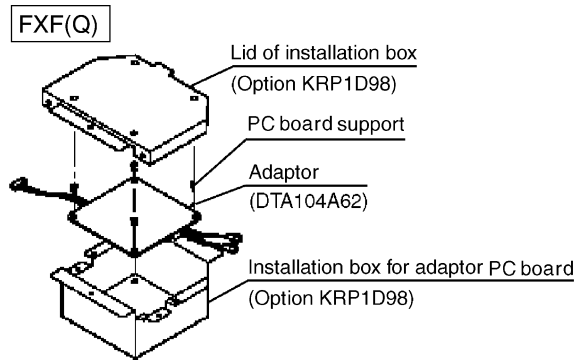 FXF(Q)
Lid of installation box
(Option KRP1D98)
PC board support
Adaptor
(DTA104A62)
Installation box for adaptor PC board
(Option KRP1D98)